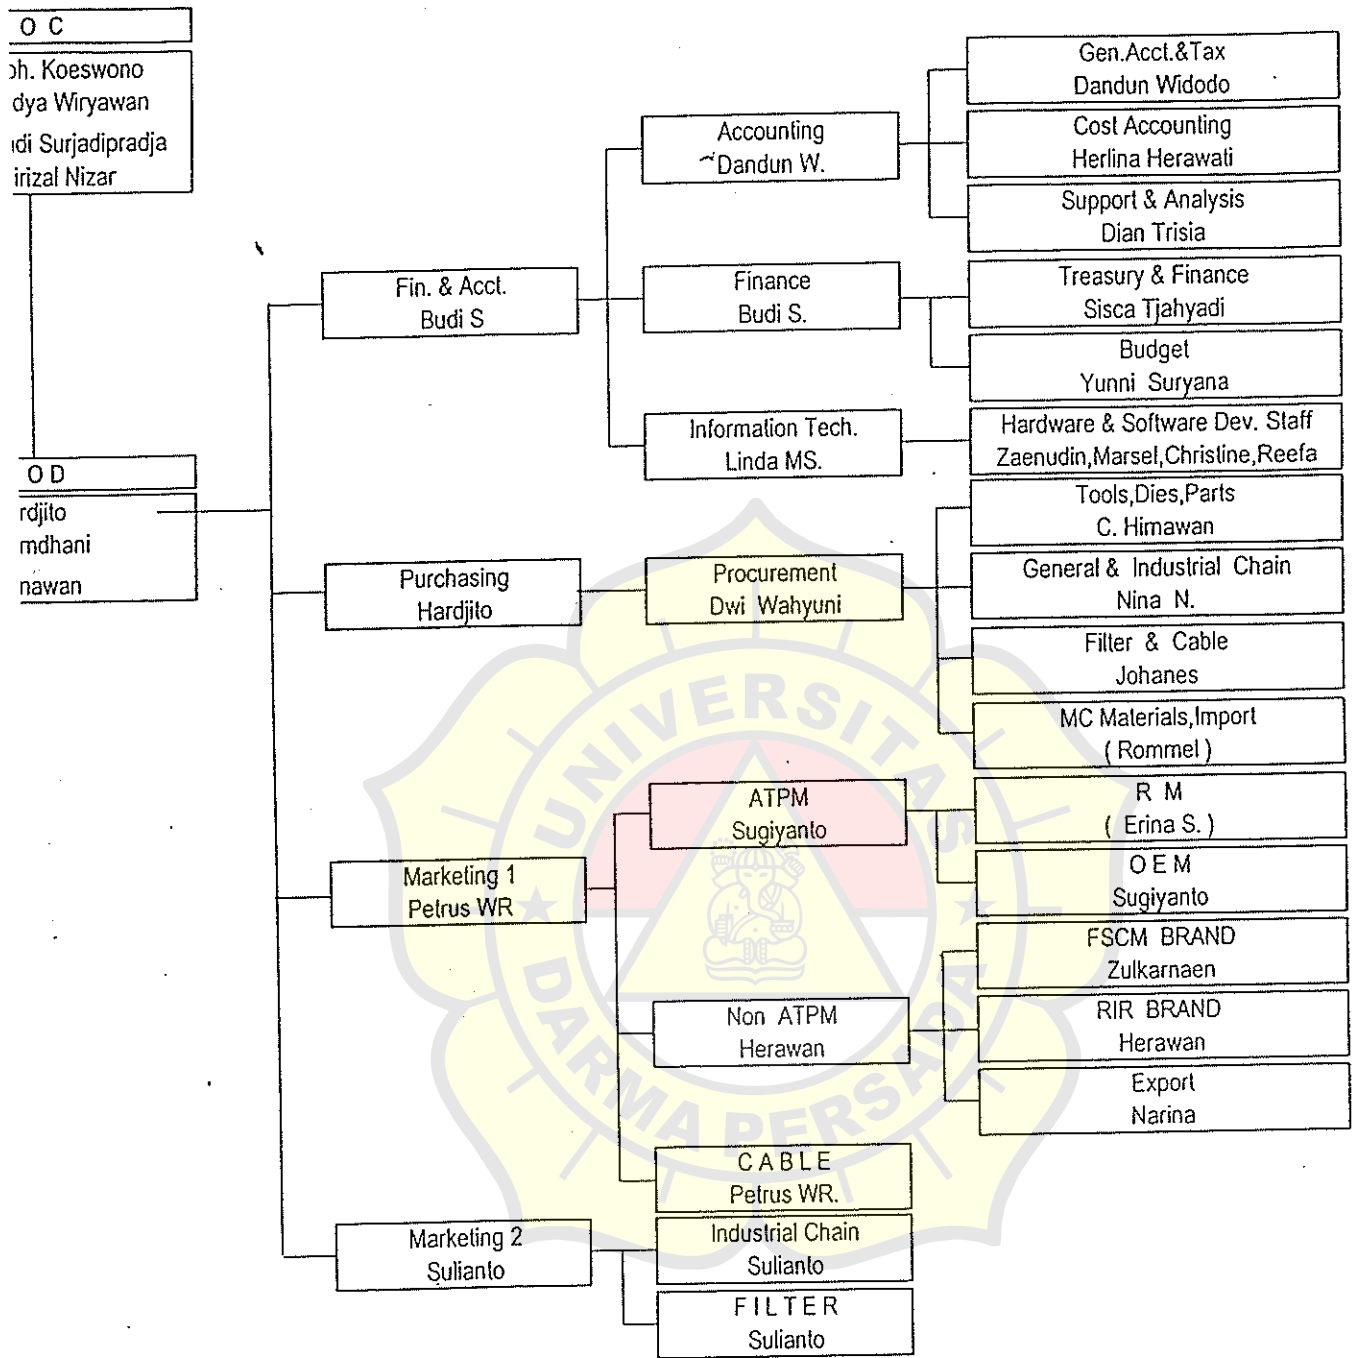 O C
oh. Koeswono
dya Wiryawan
di Surjadipradja
irizal Nizar
O D
rdjito
mdhani
nawan
Fin. & Acct.
Budi S
Purchasing
Hardjito
Marketing 1
Petrus WR
Marketing 2
Sulianto
Accounting
Dandun W.
Finance
Budi S.
Information Tech.
Linda MS.
Procurement
Dwi Wahyuni
ATPM
Sugiyanto
Non ATPM
Herawan
CABLE
Petrus WR.
Industrial Chain
Sulianto
FILTER
Sulianto
Gen.Acct.&Tax
Dandun Widodo
Cost Accounting
Herlina Herawati
Support & Analysis
Dian Trisia
Treasury & Finance
Sisca Tjahyadi
Budget
Yunni Suryana
Hardware & Software Dev. Staff
Zaenudin,Marsel,Christine,Reefa
Tools,Dies,Parts
C. Himawan
General & Industrial Chain
Nina N.
Filter & Cable
Johanes
MC Materials,Import
( Rommel )
R M
( Erina S. )
O E M
Sugiyanto
FSCM BRAND
Zulkarnaen
RIR BRAND
Herawan
Export
Narina
UNIVERSITAS
DARMA PERSADA